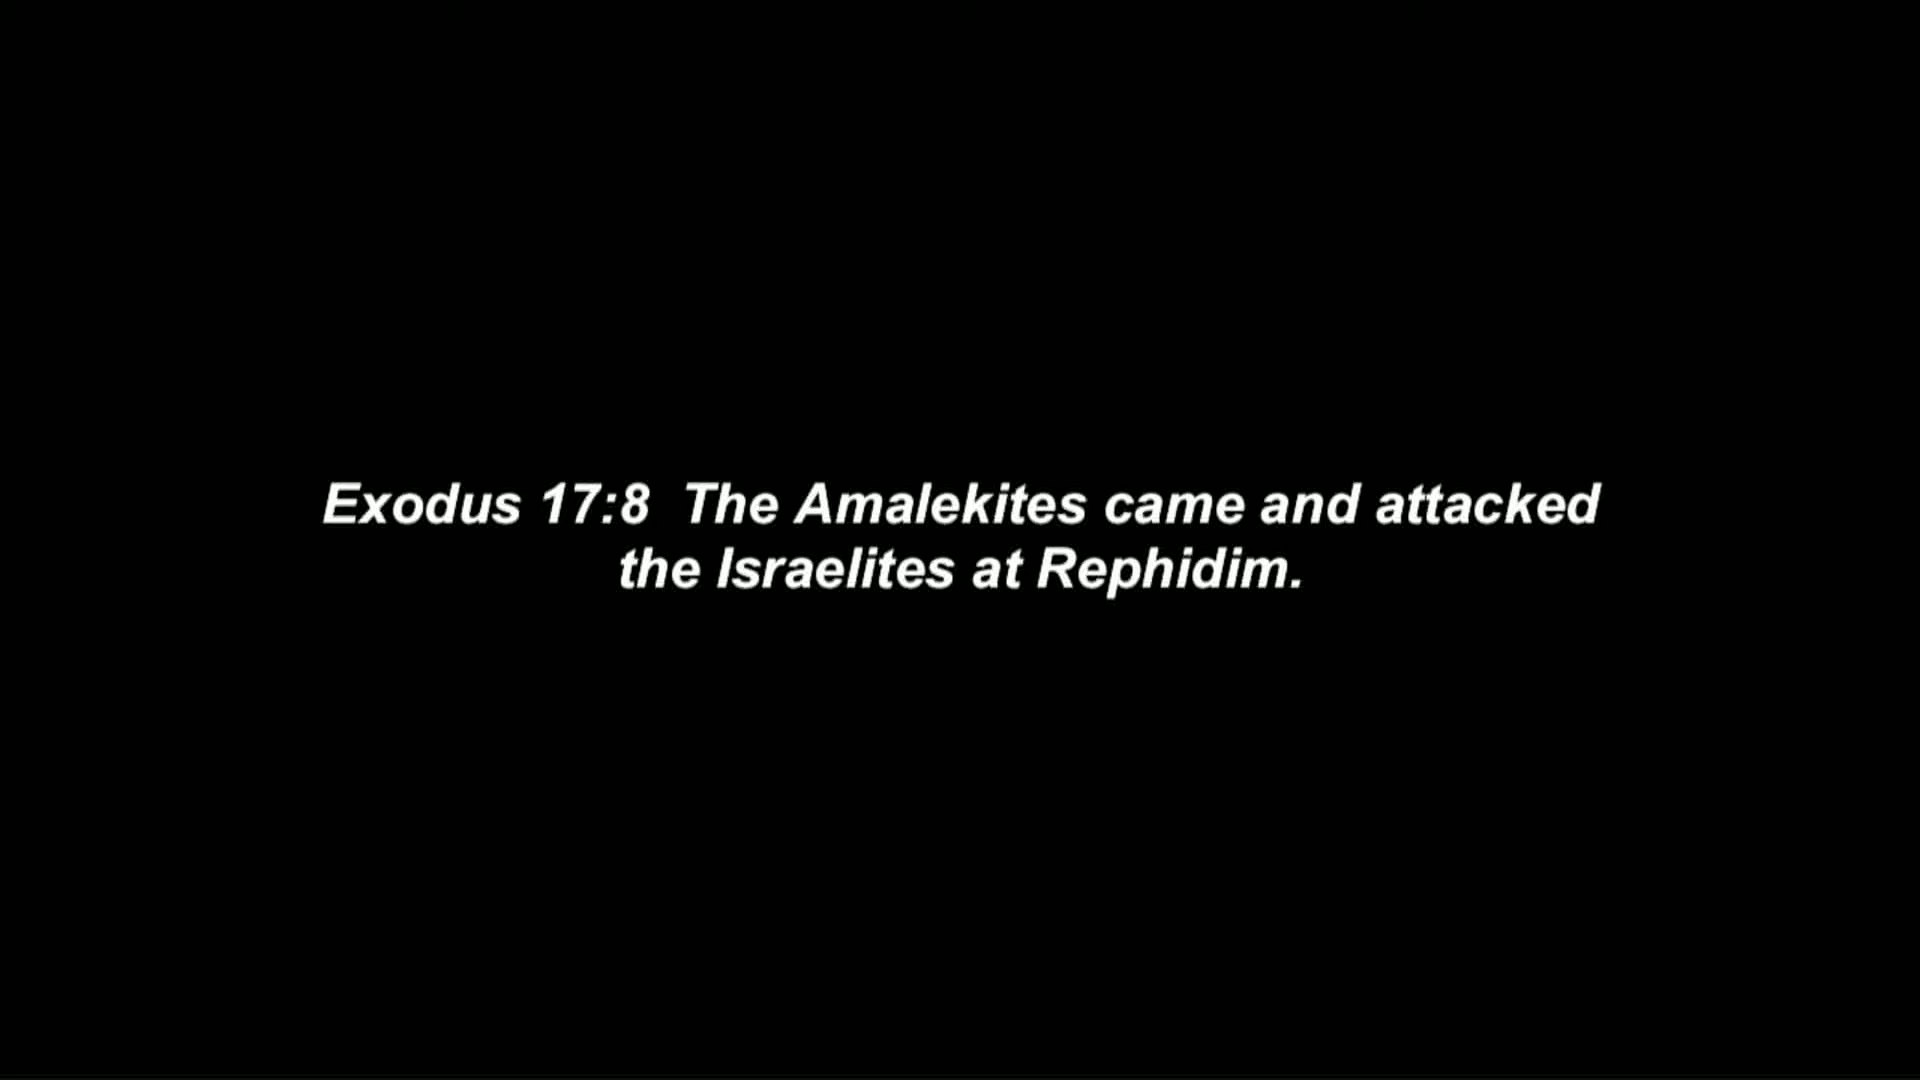 Exodus 17:8  The Amalekites came and attacked
the Israelites at Rephidim.